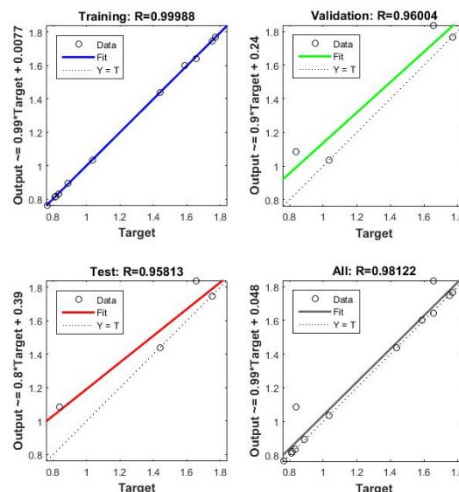 Training: R=0.99988
Output ~= 0.99*Target + 0.0077
1.8
1.6
1.4
1.2
1
0.8
Data
Fit
Y = T
0.8 1 1.2 1.4 1.6 1.8
Target
Validation: R=0.96004
Output ~= 0.9*Target + 0.24
1.8
1.6
1.4
1.2
1
0.8
Data
Fit
Y = T
0.8 1 1.2 1.4 1.6 1.8
Target
Test: R=0.95813
Output ~= 0.8*Target + 0.39
1.8
1.6
1.4
1.2
1
0.8
Data
Fit
Y = T
0.8 1 1.2 1.4 1.6 1.8
Target
All: R=0.98122
Output ~= 0.99*Target + 0.048
1.8
1.6
1.4
1.2
1
0.8
Data
Fit
Y = T
0.8 1 1.2 1.4 1.6 1.8
Target